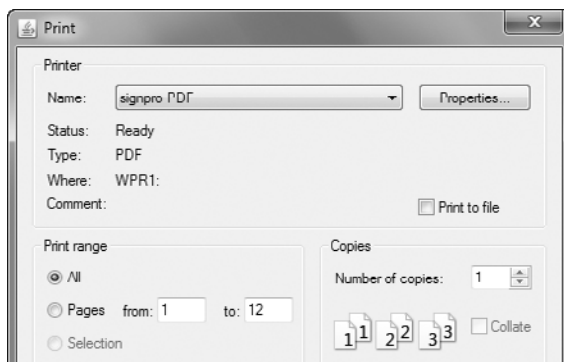 Print
X
Printer
Name: signpro PDF Properties...
Status: Ready
Type: PDF
Where: WPR1:
Comment:
Print to file
Print range
All
Pages from: 1 to: 12
Selection
Copies
Number of copies: 1
1 1 2 2 3 3 Collate